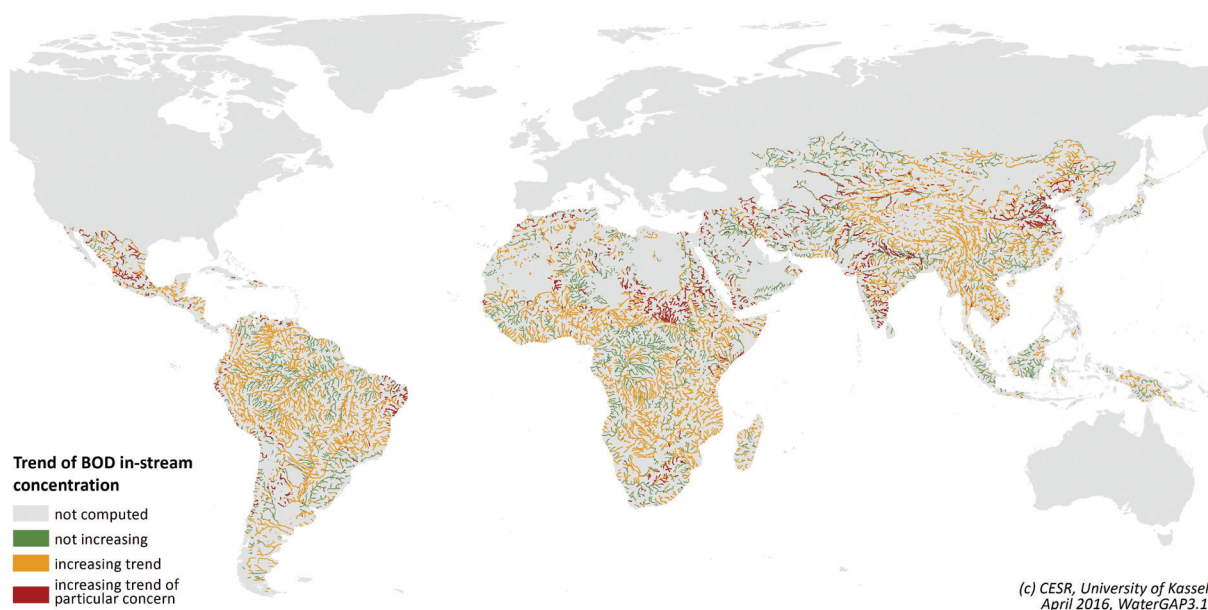 Trend of BOD in-stream
concentration
not computed
not increasing
increasing trend
increasing trend of
particular concern
(c) CESR, University of Kassel
April 2016, WaterGAP3.1